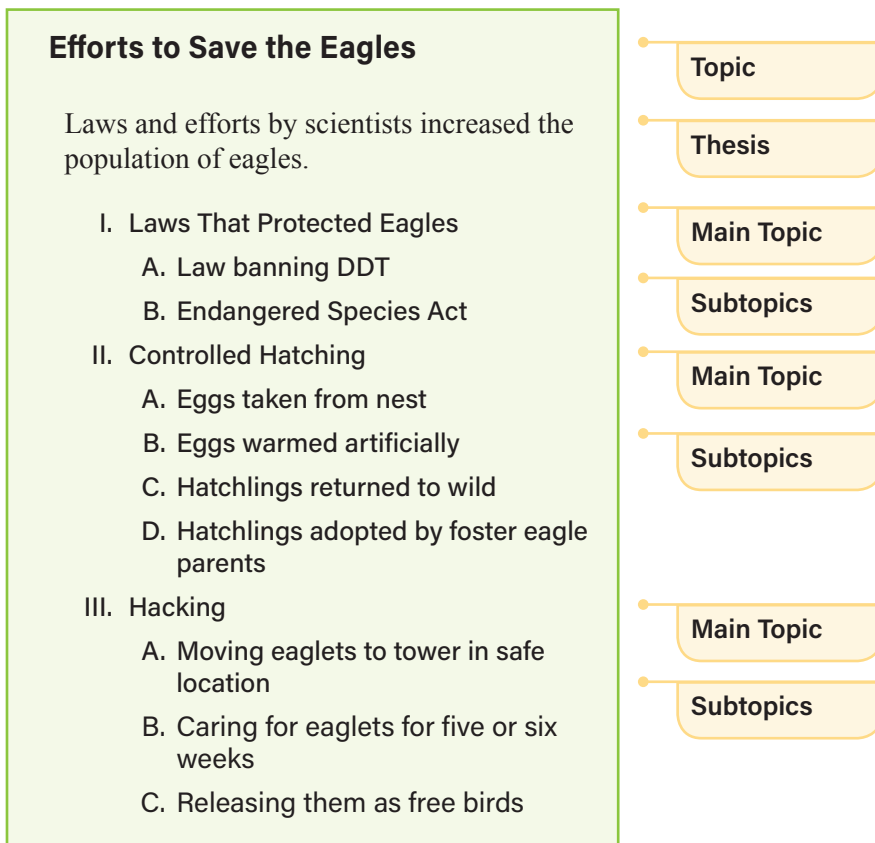 Efforts to Save the Eagles
Topic
Laws and efforts by scientists increased the
population of eagles.
Thesis
I. Laws That Protected Eagles
Main Topic
A. Law banning DDT
B. Endangered Species Act
Subtopics
II. Controlled Hatching
Main Topic
A. Eggs taken from nest
B. Eggs warmed artificially
Subtopics
C. Hatchlings returned to wild
D. Hatchlings adopted by foster eagle
parents
III. Hacking
Main Topic
A. Moving eaglets to tower in safe
location
Subtopics
B. Caring for eaglets for five or six
weeks
C. Releasing them as free birds